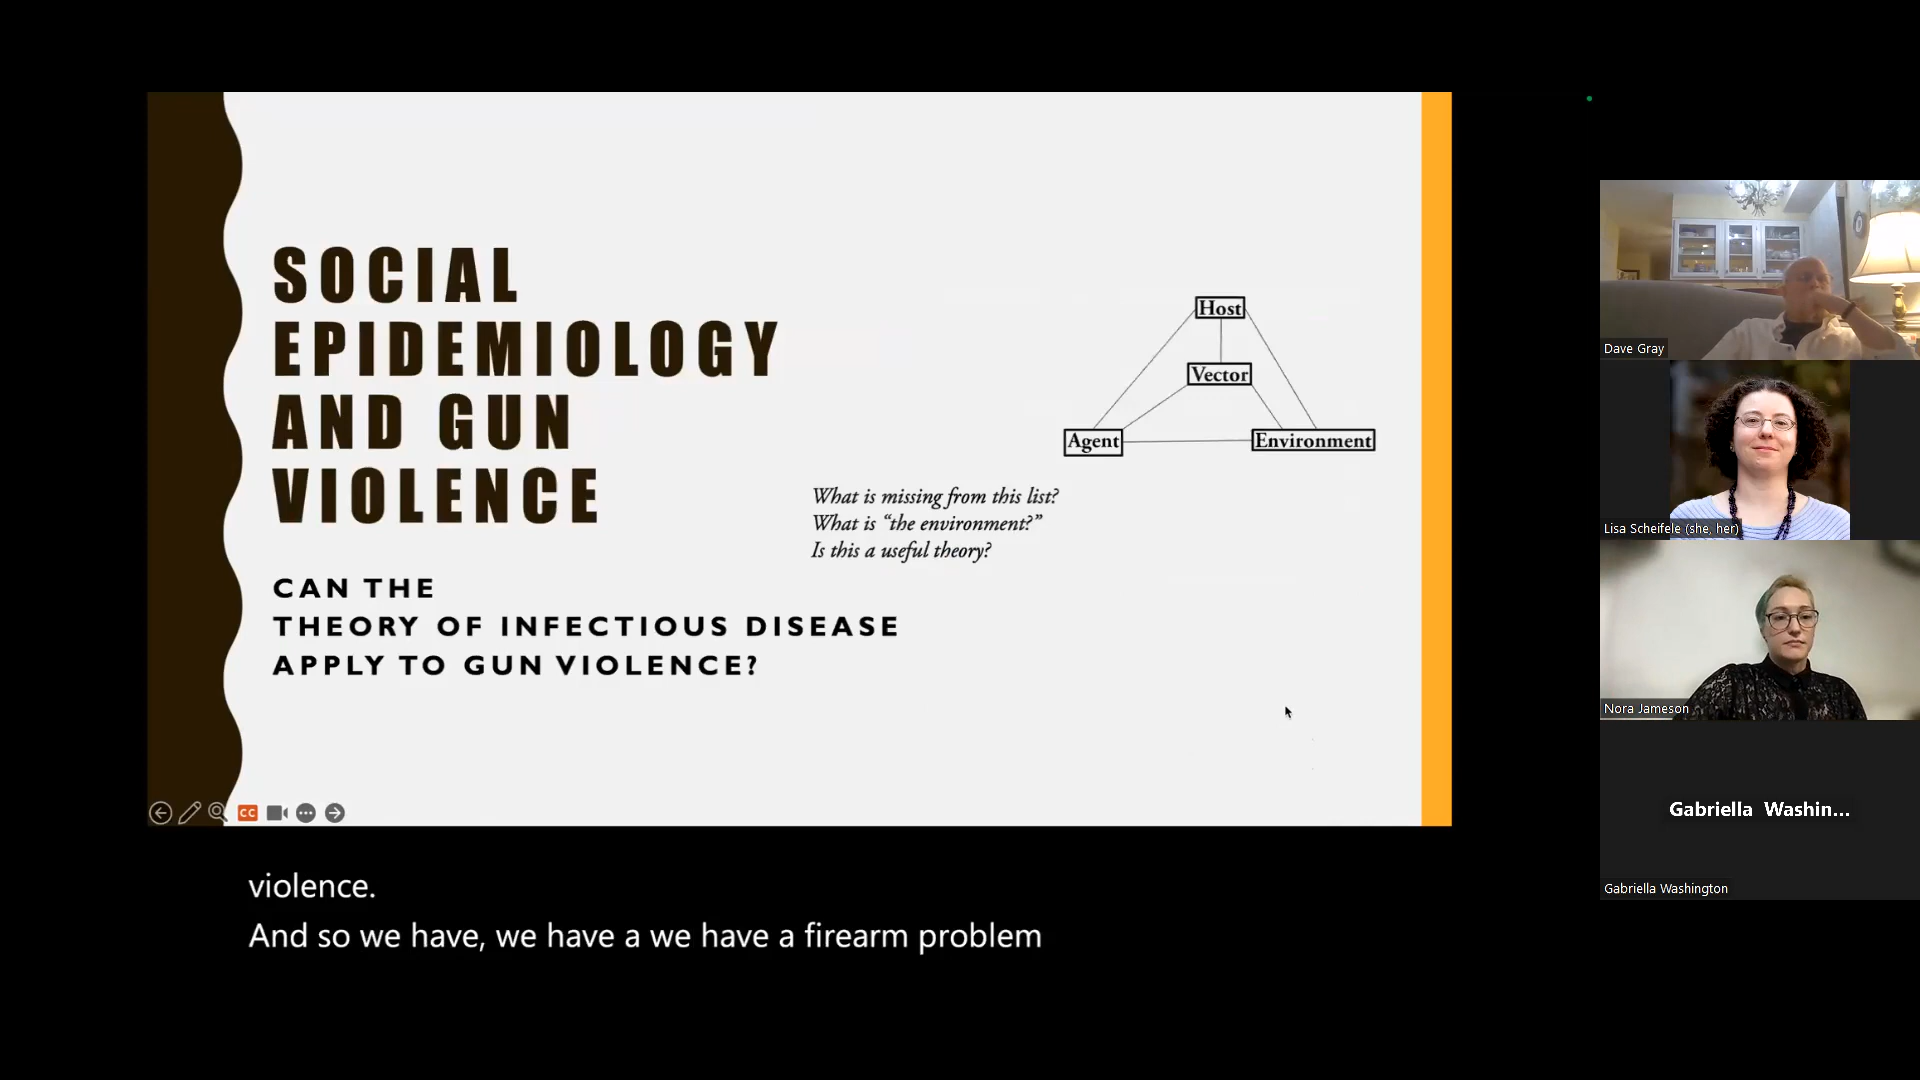 SOCIAL
EPIDEMIOLOGY
AND GUN
VIOLENCE
CAN THE
THEORY OF INFECTIOUS DISEASE
APPLY TO GUN VIOLENCE?
Host
Vector
Agent
Environment
What is missing from this list?
What is “the environment?”
Is this a useful theory?
CC
violence.
And so we have, we have a we have a firearm problem
Dave Gray
Lisa Scheifele (she, her)
Nora Jameson
Gabriella Washin...
Gabriella Washington